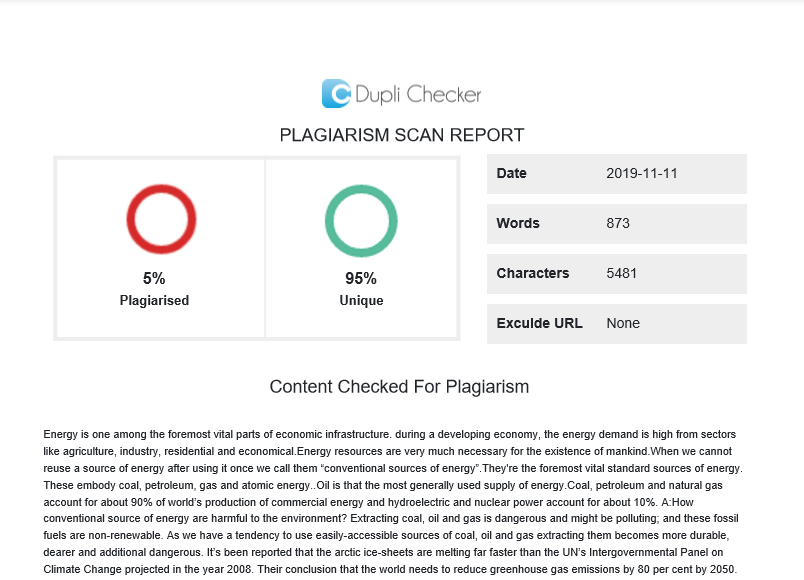 Dupli Checker
PLAGIARISM SCAN REPORT
5%
Plagiarised
95%
Unique
Date 2019-11-11
Words 873
Characters 5481
Exculde URL None
Content Checked For Plagiarism
Energy is one among the foremost vital parts of economic infrastructure. during a developing economy, the energy demand is high from sectors
like agriculture, industry, residential and economical.Energy resources are very much necessary for the existence of mankind.When we cannot
reuse a source of energy after using it once we call them “conventional sources of energy”.They're the foremost vital standard sources of energy.
These embody coal, petroleum, gas and atomic energy..Oil is that the most generally used supply of energy.Coal, petroleum and natural gas
account for about 90% of world’s production of commercial energy and hydroelectric and nuclear power account for about 10%. A:How
conventional source of energy are harmful to the environment? Extracting coal, oil and gas is dangerous and might be polluting; and these fossil
fuels are non-renewable. As we have a tendency to use easily-accessible sources of coal, oil and gas extracting them becomes more durable,
dearer and additional dangerous. It’s been reported that the arctic ice-sheets are melting far faster than the UN’s Intergovernmental Panel on
Climate Change projected in the year 2008. Their conclusion that the world needs to reduce greenhouse gas emissions by 80 per cent by 2050.